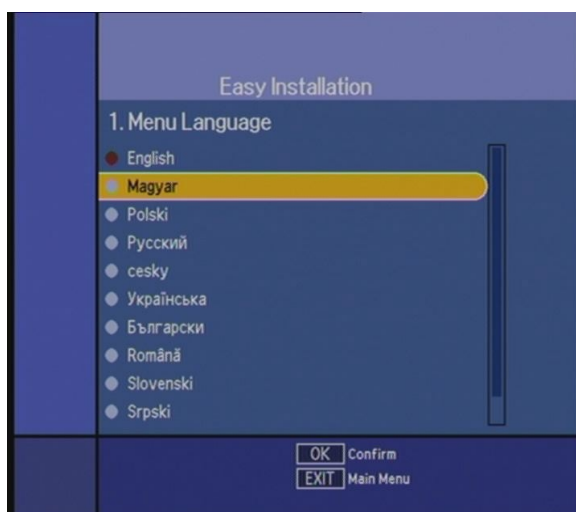 Easy Installation
1. Menu Language
English
Magyar
Polski
Русский
cesky
Українська
Български
Română
Slovenski
Srpski
OK Confirm
EXIT Main Menu